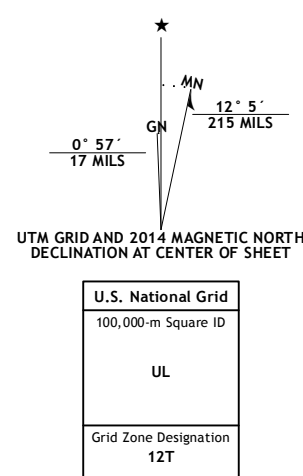 ★
MN
12° 5´
215 MILS
GN
0° 57´
17 MILS
UTM GRID AND 2014 MAGNETIC NORTH
DECLINATION AT CENTER OF SHEET
U.S. National Grid
100,000-m Square ID
UL
Grid Zone Designation
12T